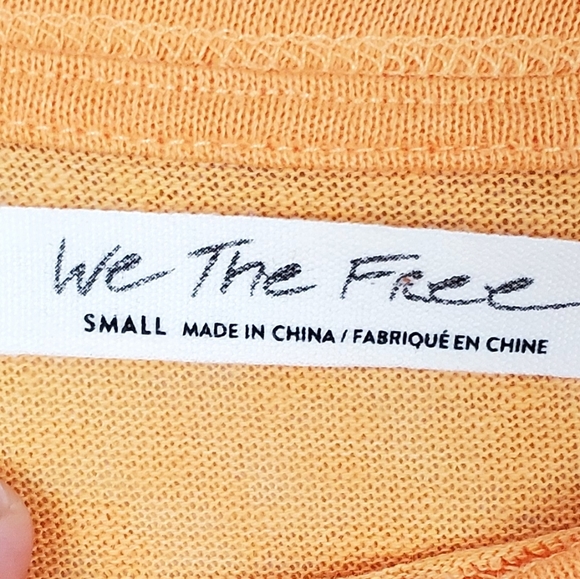 We The Free
SMALL MADE IN CHINA / FABRIQUÉ EN CHINE